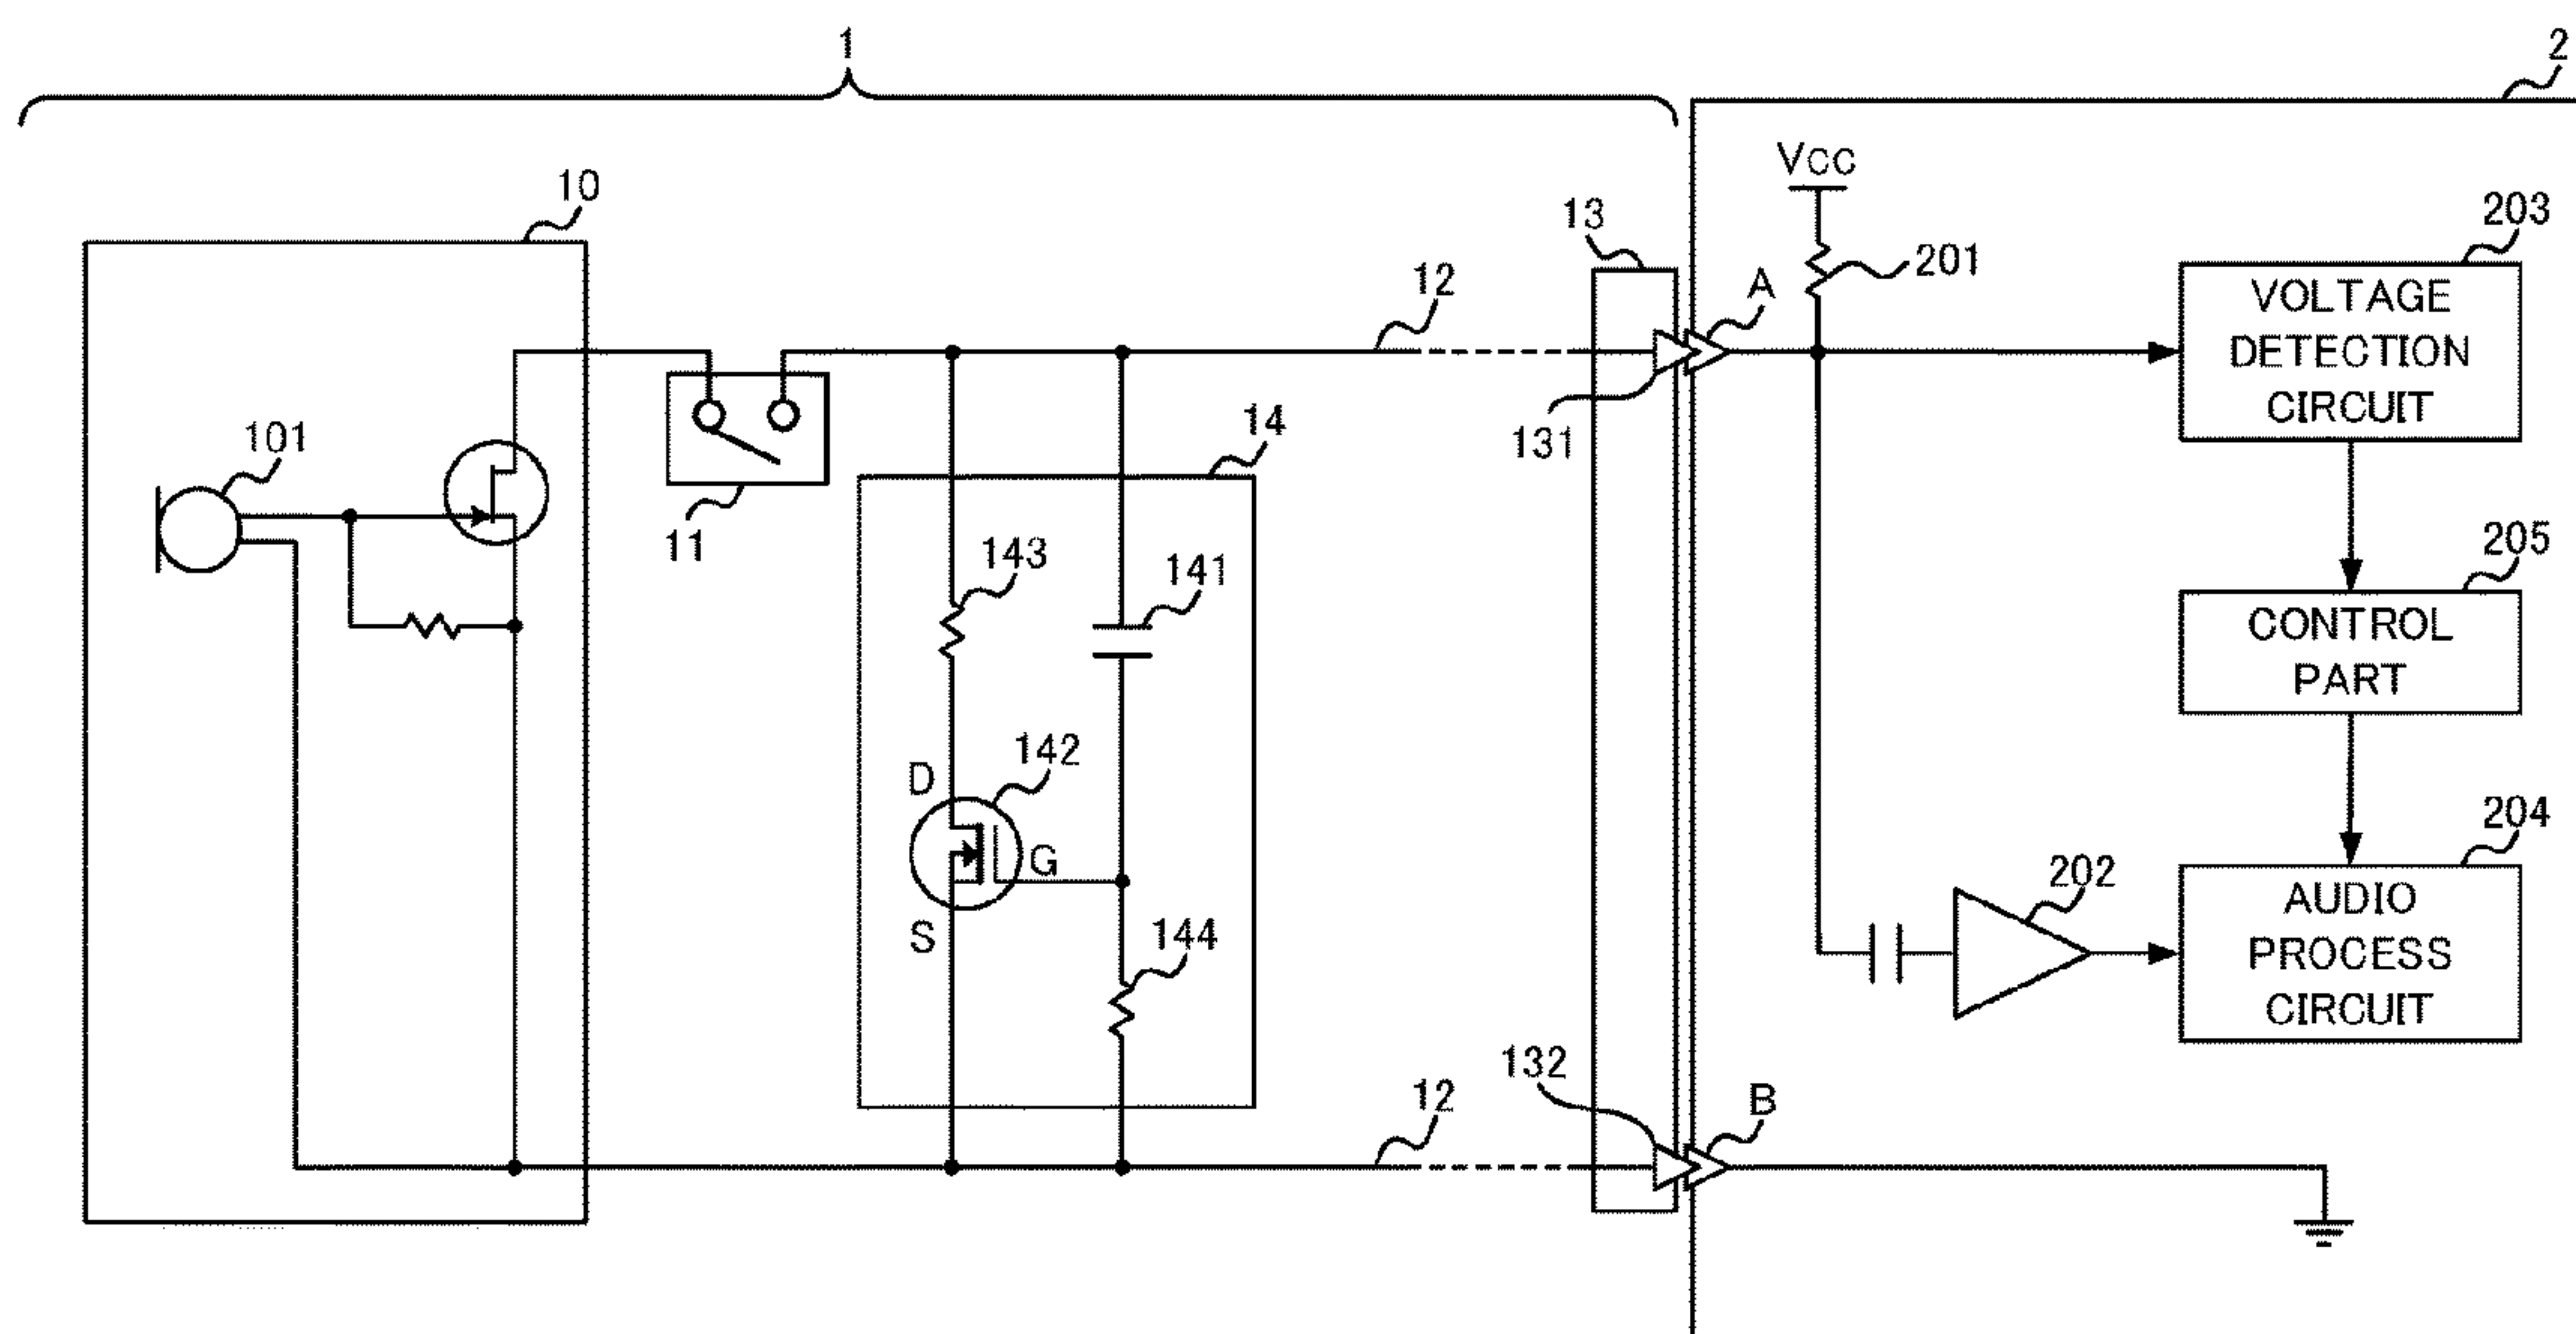 1
2
VCC
10
13
203
12
A
201
VOLTAGE
DETECTION
CIRCUIT
101
14
131
11
143
141
205
CONTROL
PART
D
142
G
S
144
202
204
AUDIO
PROCESS
CIRCUIT
132
12
B